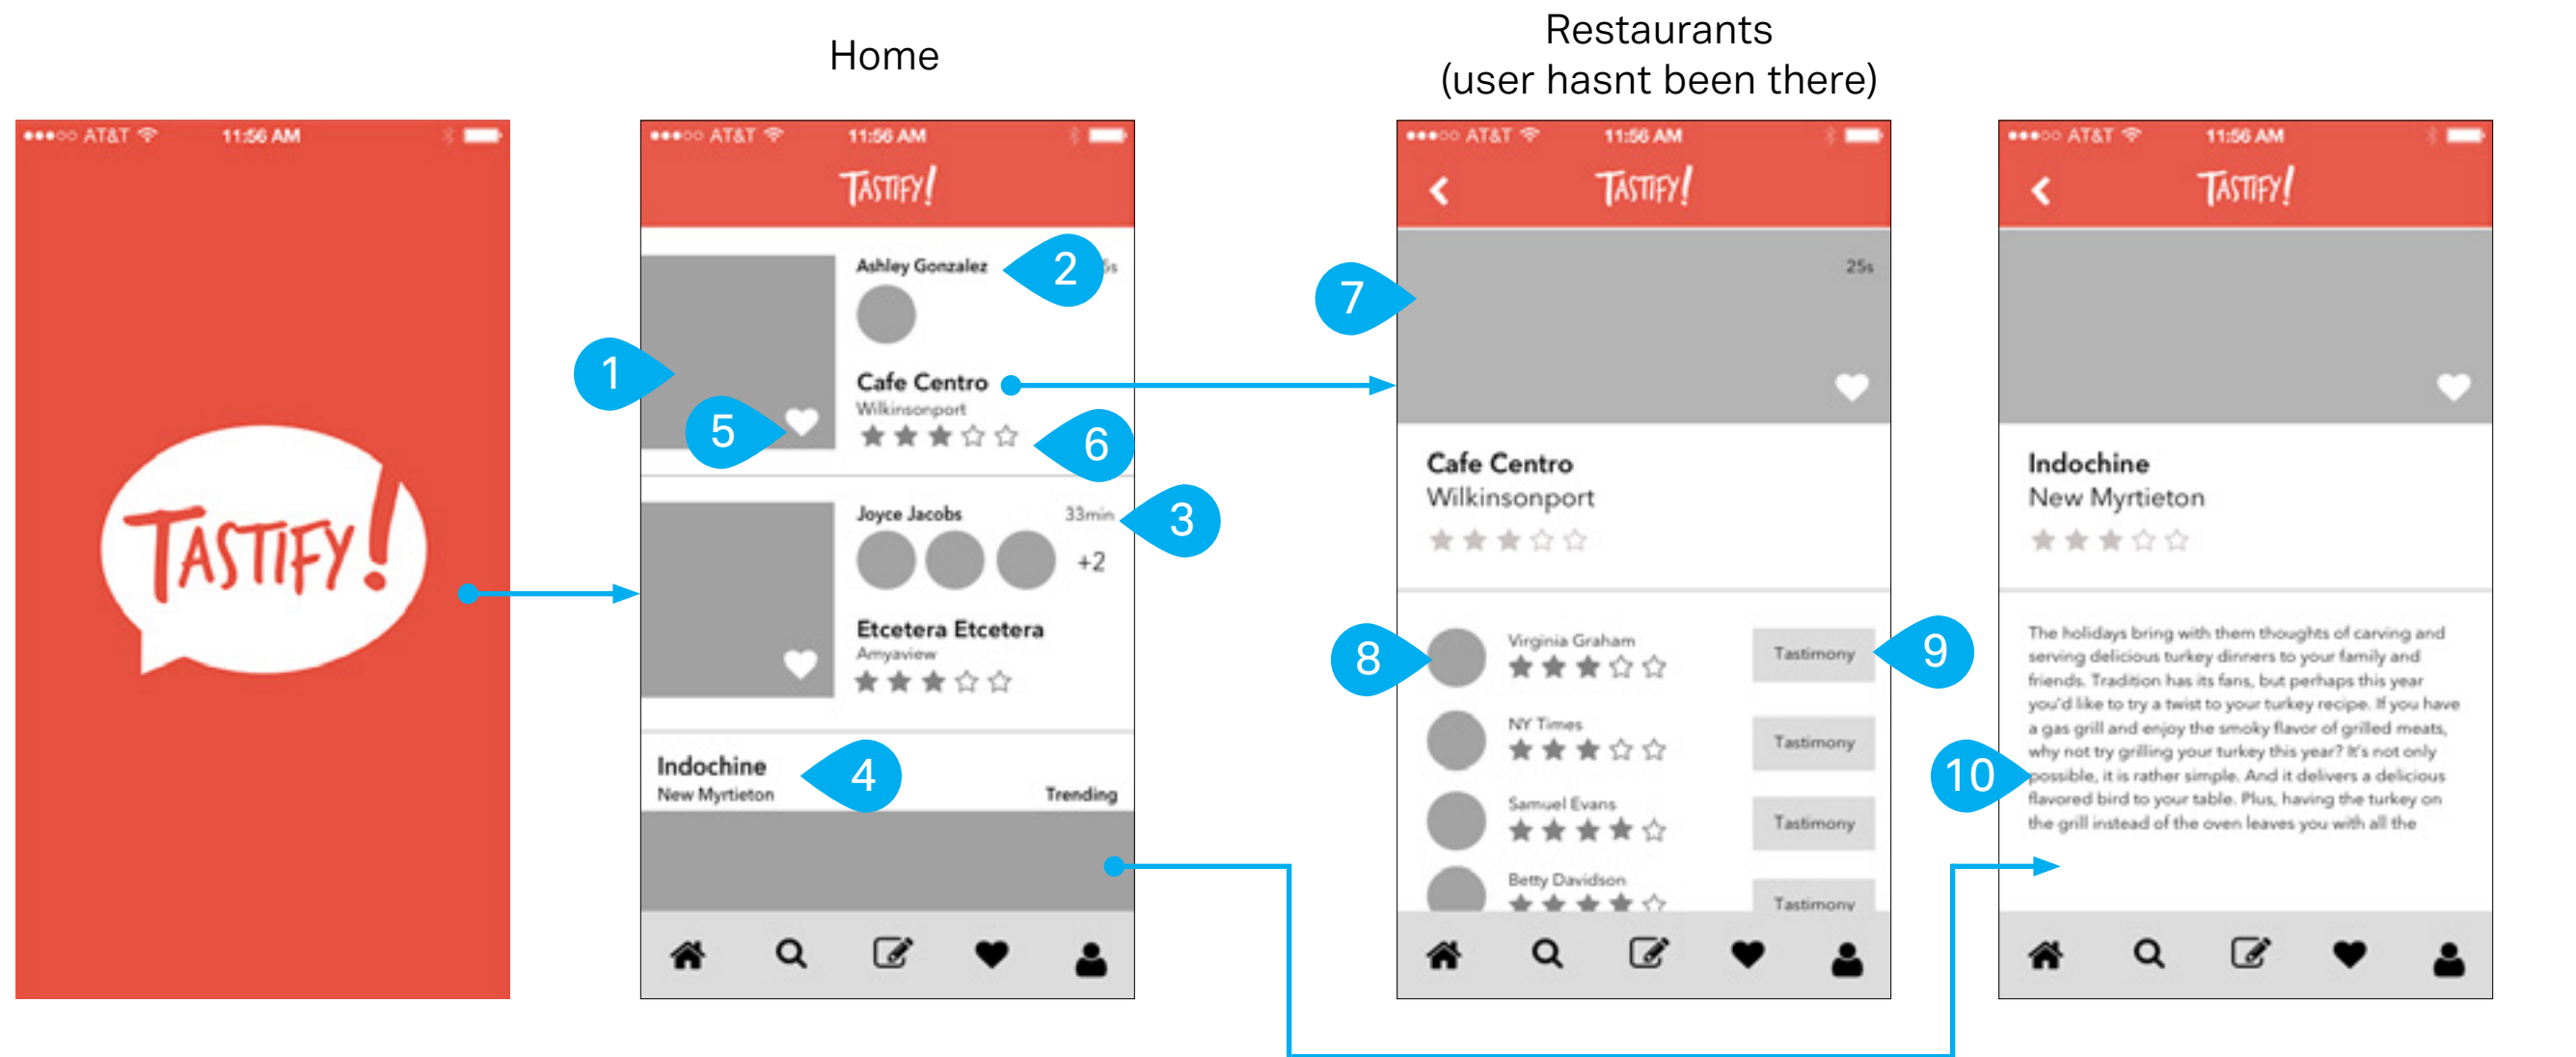 Home
Restaurants
(user hasnt been there)
AT&T 11:56 AM
TASTIFY!
AT&T 11:56 AM
TASTIFY!
Ashley Gonzalez
2
1
Cafe Centro
Wilkinsonport
5
6
Joyce Jacobs 33min
3
+2
Etcetera Etcetera
Amyaview
Indochine
4
New Myrtieton Trending
AT&T 11:56 AM
TASTIFY!
25s
7
Cafe Centro
Wilkinsonport
Virginia Graham
8
Tastimony
9
NY Times
Tastimony
Samuel Evans
Tastimony
Betty Davidson
Tastimony
AT&T 11:56 AM
TASTIFY!
Indochine
New Myrtieton
The holidays bring with them thoughts of carving and
serving delicious turkey dinners to your family and
friends. Tradition has its fans, but perhaps this year
you'd like to try a twist to your turkey recipe. If you have
a gas grill and enjoy the smoky flavor of grilled meats,
why not try grilling your turkey this year? It's not only
10
possible, it is rather simple. And it delivers a delicious
flavored bird to your table. Plus, having the turkey on
the grill instead of the oven leaves you with all the